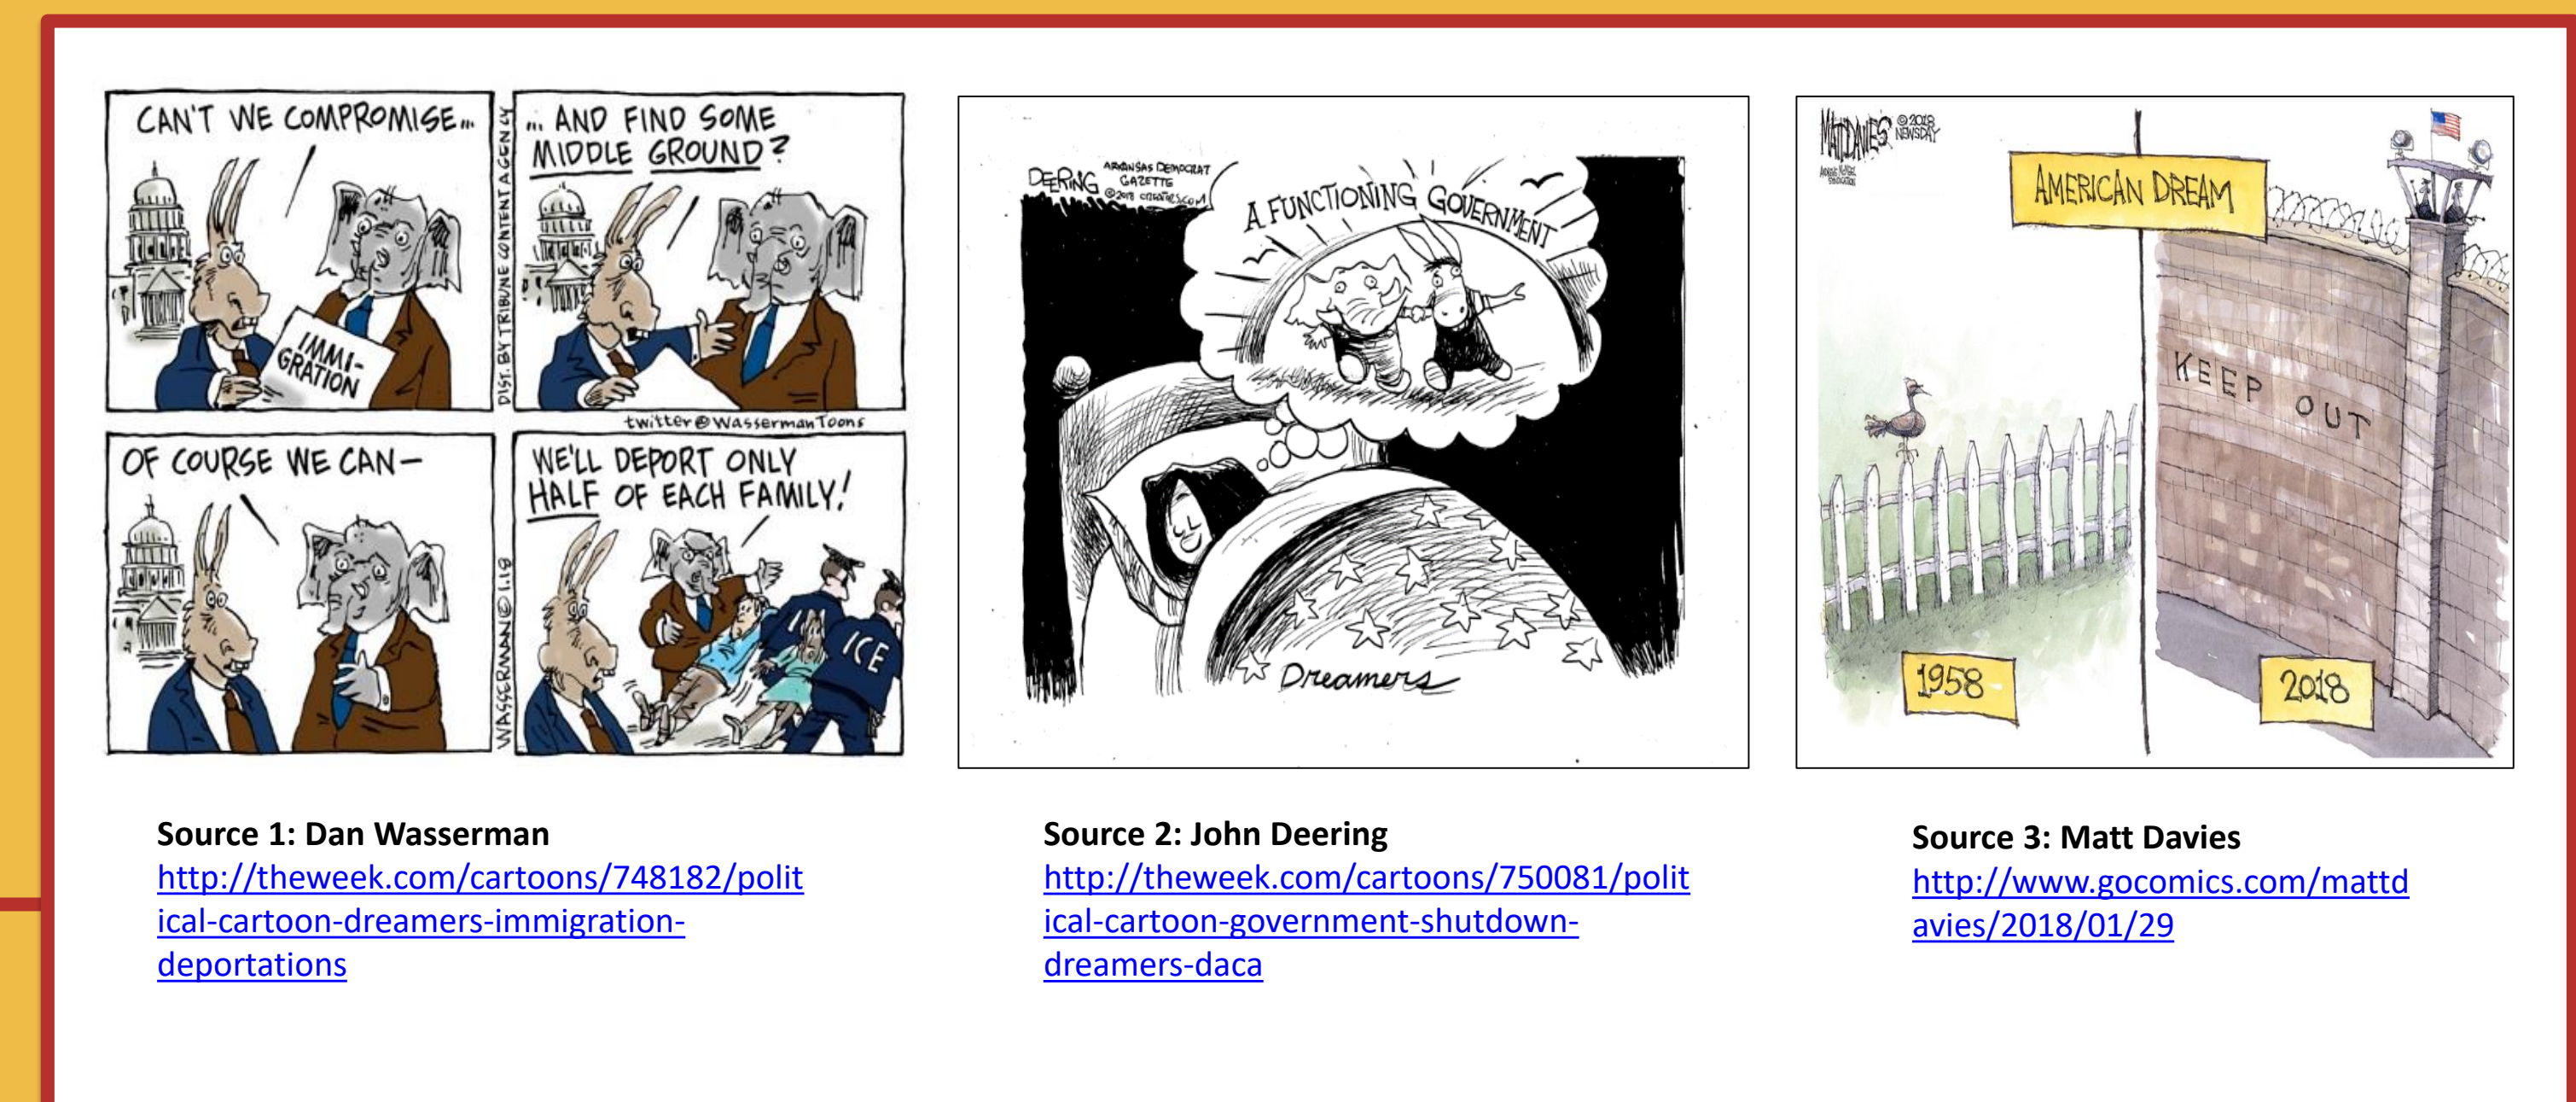 CAN'T WE COMPROMISE...
IMMI-
GRATION
DIST. BY TRIBUNE CONTENT AGENCY
... AND FIND SOME
MIDDLE GROUND?
twitter@WassermanToons
OF COURSE WE CAN—
WASSERMAN© 1.18
WE'LL DEPORT ONLY
HALF OF EACH FAMILY!
ICE
DEERING
ARKANSAS DEMOCRAT
GAZETTE
©2018 CREATORS.COM
A FUNCTIONING GOVERNMENT
Dreamers
MATT DAVIES
©2018
NEWSDAY
AMERICAN DREAM
KEEP OUT
1958
2018
Source 1: Dan Wasserman
http://theweek.com/cartoons/748182/polit
ical-cartoon-dreamers-immigration-
deportations
Source 2: John Deering
http://theweek.com/cartoons/750081/polit
ical-cartoon-government-shutdown-
dreamers-daca
Source 3: Matt Davies
http://www.gocomics.com/mattd
avies/2018/01/29